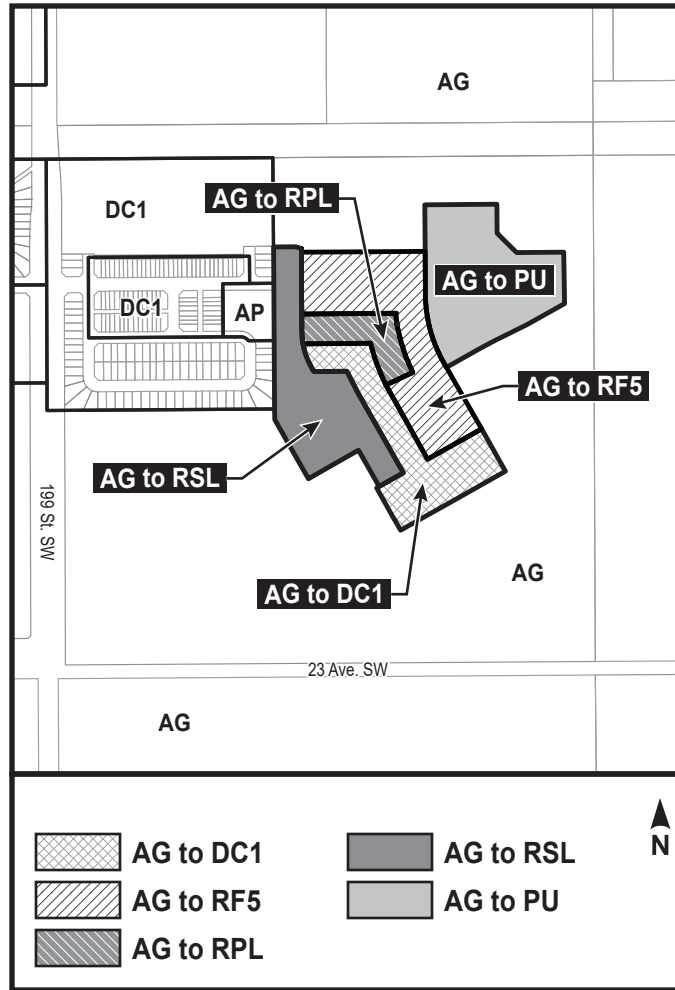 AG
DC1
AG to RPL
DC1
AP
AG to PU
AG to RF5
AG to RSL
199 St. SW
AG to DC1
AG
23 Ave. SW
AG
AG to DC1
AG to RSL
AG to RF5
AG to PU
AG to RPL
N